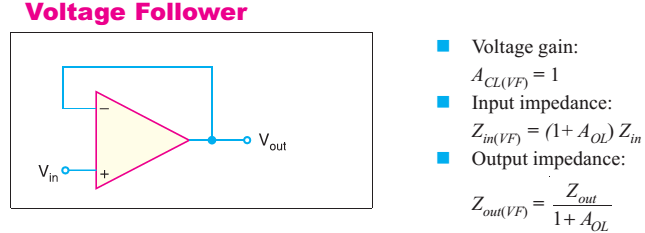 Voltage Follower
−
+
V_in
V_out
■ Voltage gain:
A_CL(VF) = 1
■ Input impedance:
Z_in(VF) = (1+ A_OL) Z_in
■ Output impedance:
Z_out(VF) = Z_out / 1+ A_OL